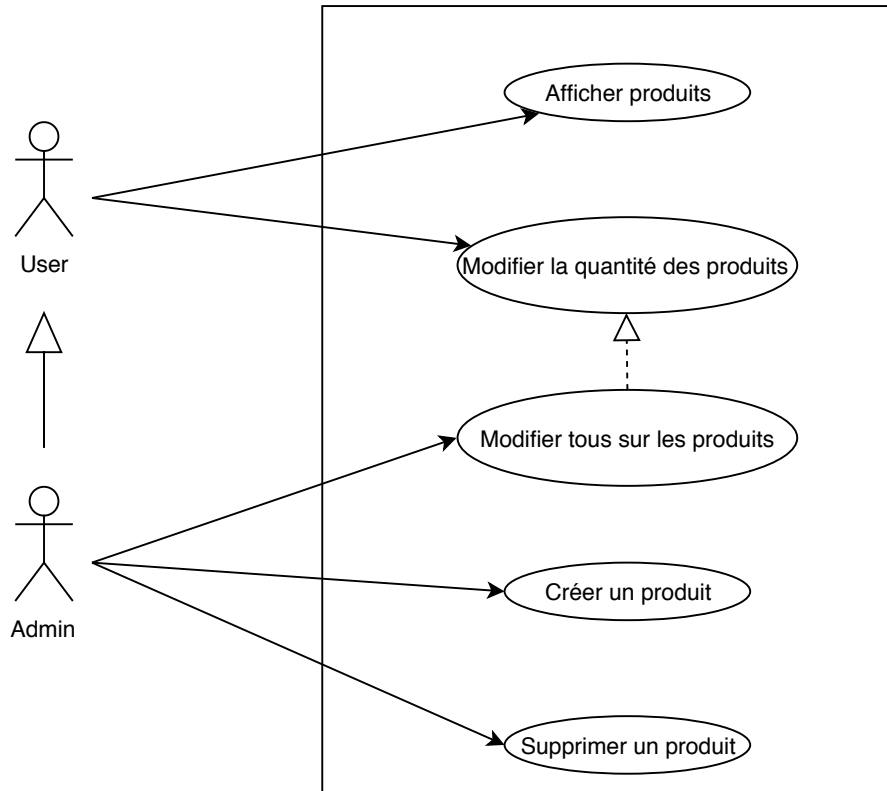 Afficher produits
User
Modifier la quantité des produits
Modifier tous sur les produits
Admin
Créer un produit
Supprimer un produit